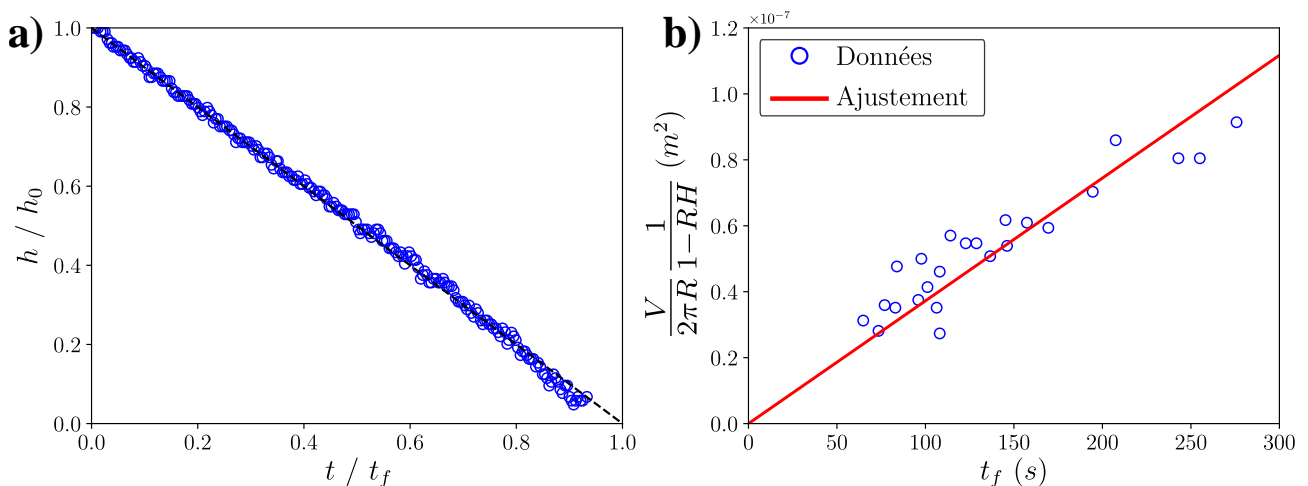 a)
h / h₀
1.0
0.8
0.6
0.4
0.2
0.0
0.0 0.2 0.4 0.6 0.8 1.0
t / t_f
b)
×10⁻⁷
V/(2πR) 1/(1−RH) (m²)
1.2
1.0
0.8
0.6
0.4
0.2
0.0
Données
Ajustement
0 50 100 150 200 250 300
t_f (s)